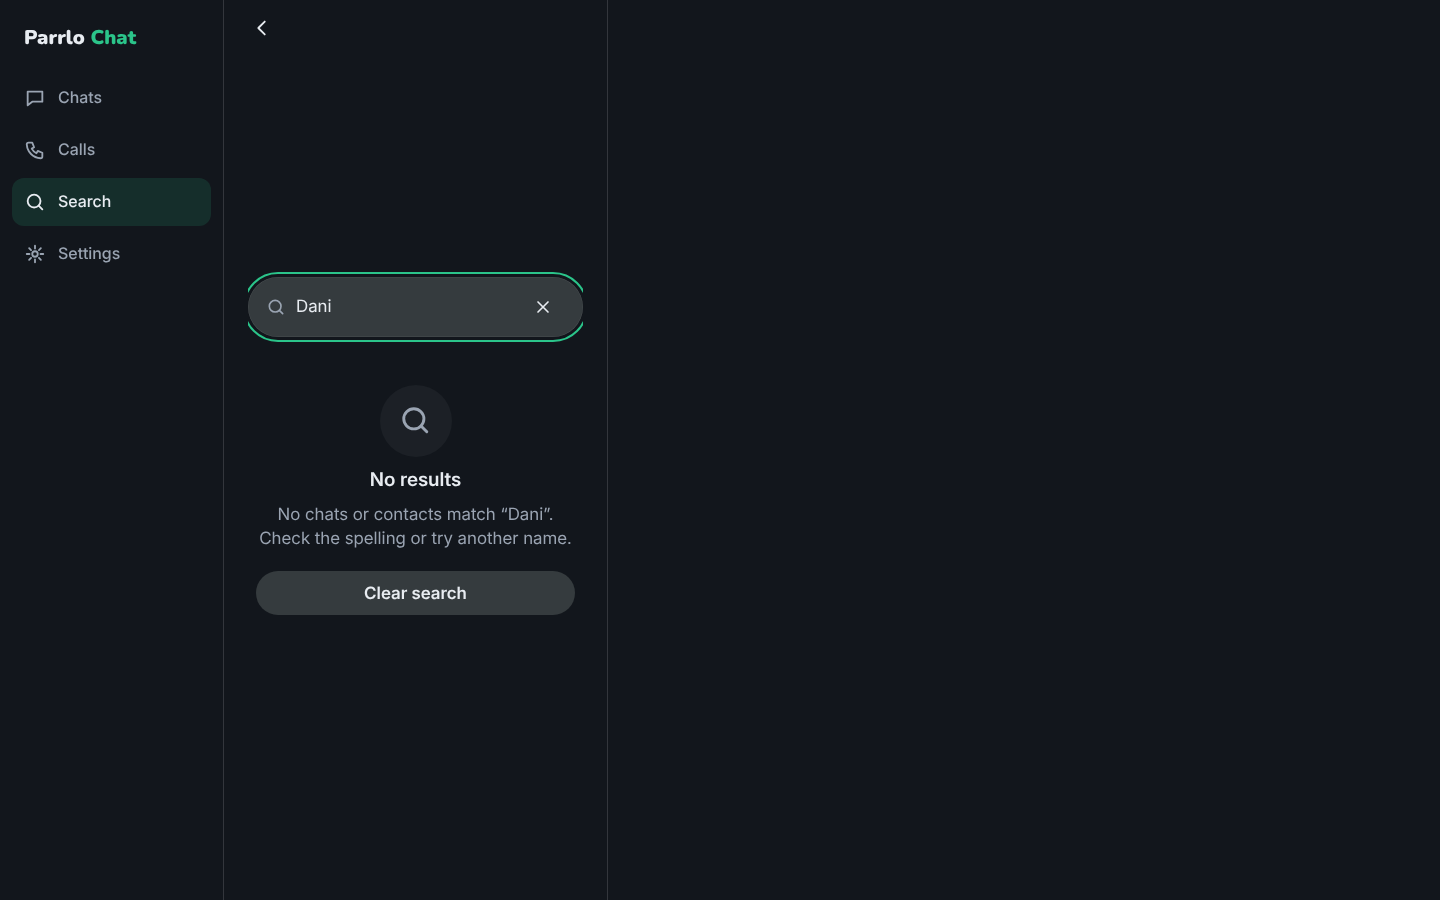 Parrlo Chat
Chats
Calls
Search
Settings
Dani
No results
No chats or contacts match “Dani”.
Check the spelling or try another name.
Clear search